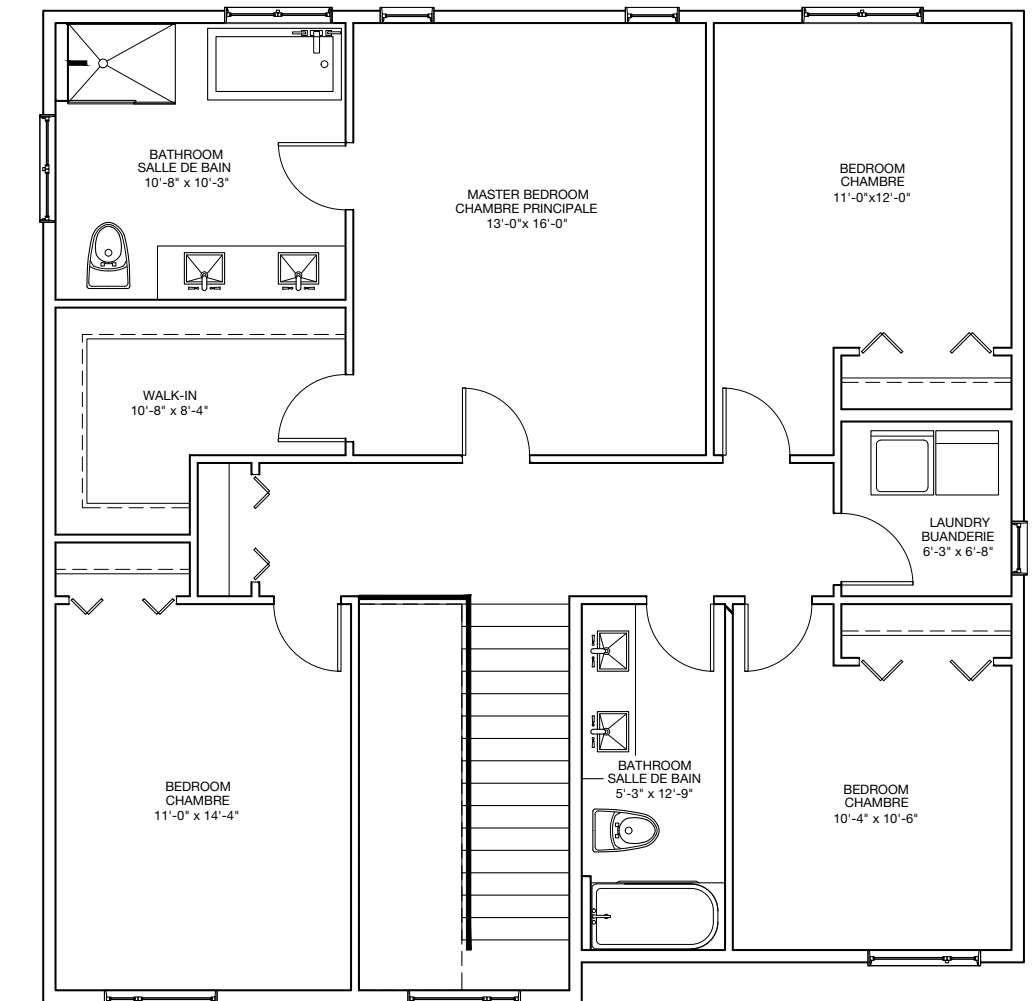 BATHROOM
SALLE DE BAIN
10'-8" x 10'-3"
MASTER BEDROOM
CHAMBRE PRINCIPALE
13'-0"x 16'-0"
BEDROOM
CHAMBRE
11'-0"x12'-0"
WALK-IN
10'-8" x 8'-4"
LAUNDRY
BUANDERIE
6'-3" x 6'-8"
BEDROOM
CHAMBRE
11'-0" x 14'-4"
BATHROOM
SALLE DE BAIN
5'-3" x 12'-9"
BEDROOM
CHAMBRE
10'-4" x 10'-6"